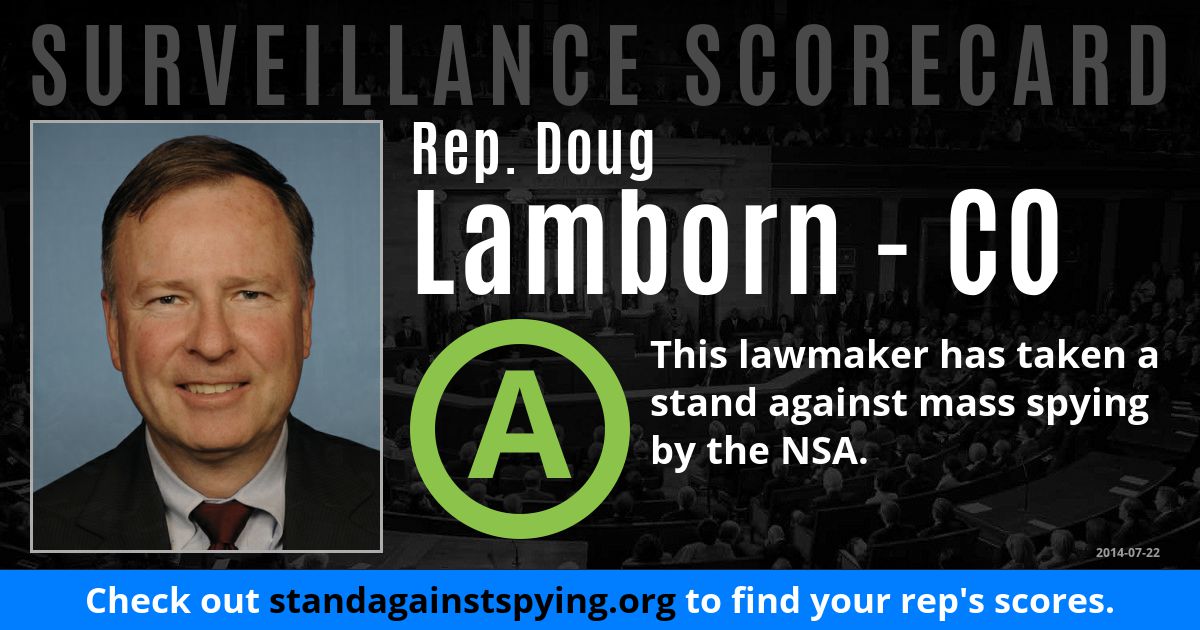 SURVEILLANCE SCORECARD
Rep. Doug
Lamborn - CO
A
This lawmaker has taken a
stand against mass spying
by the NSA.
2014-07-22
Check out standagainstspying.org to find your rep's scores.